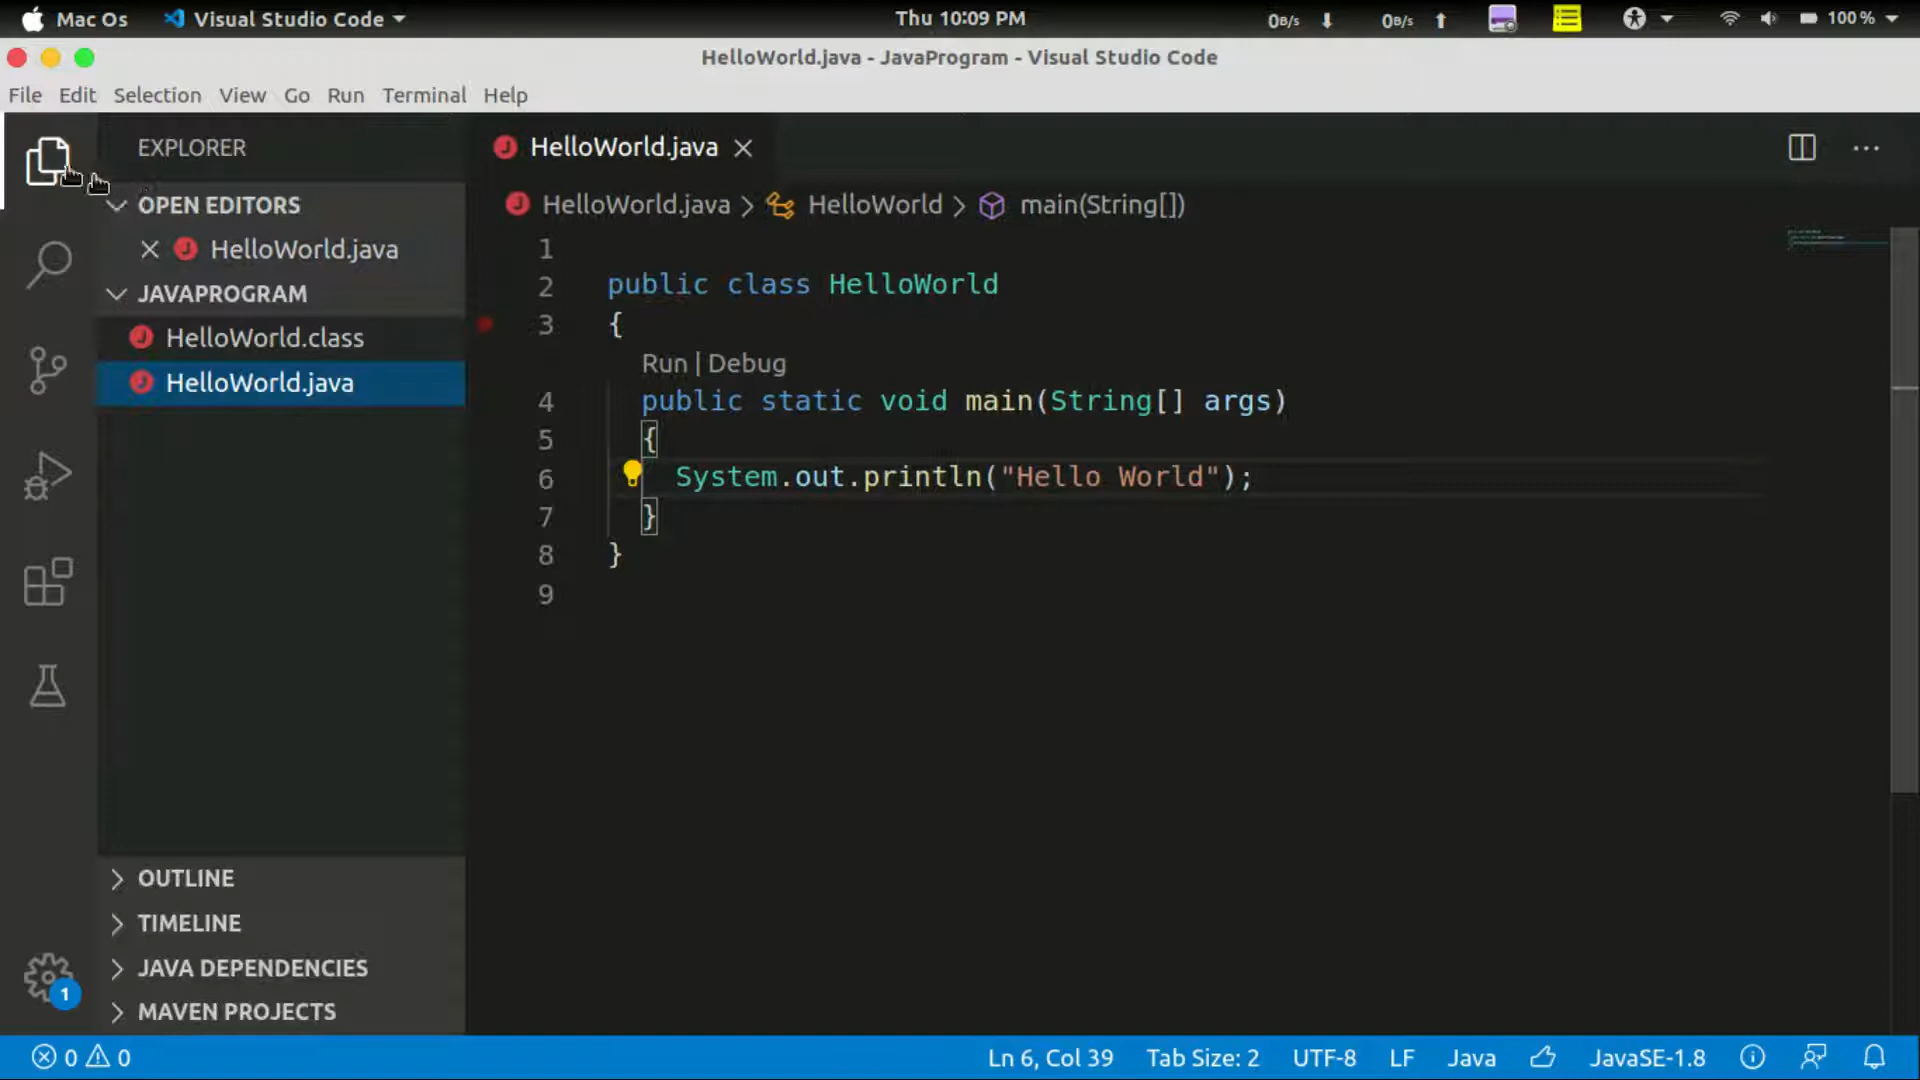 Mac Os Visual Studio Code Thu 10:09 PM 0B/s 0B/s 100 %
HelloWorld.java - JavaProgram - Visual Studio Code
File Edit Selection View Go Run Terminal Help
EXPLORER
OPEN EDITORS
HelloWorld.java
JAVAPROGRAM
HelloWorld.class
HelloWorld.java
OUTLINE
TIMELINE
JAVA DEPENDENCIES
MAVEN PROJECTS
1
HelloWorld.java
HelloWorld.java > HelloWorld > main(String[])
1
2 public class HelloWorld
3 {
Run | Debug
4 public static void main(String[] args)
5 {
6 System.out.println("Hello World");
7 }
8 }
9
0 0 Ln 6, Col 39 Tab Size: 2 UTF-8 LF Java JavaSE-1.8